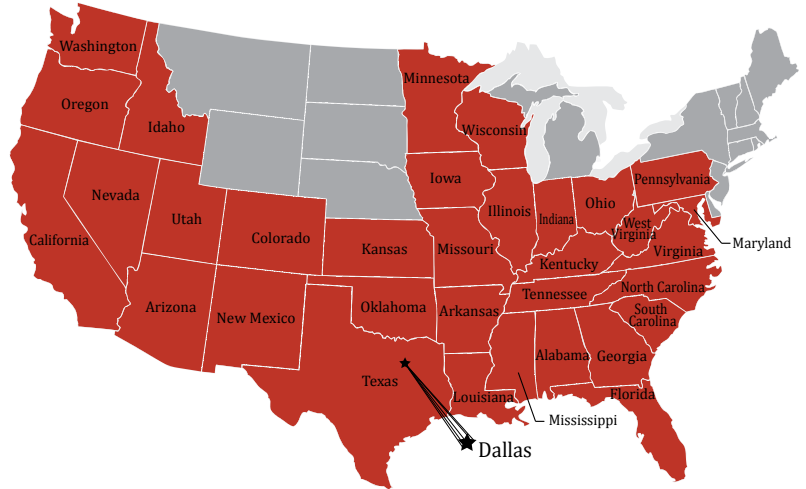 Washington
Minnesota
Oregon
Idaho
Wisconsin
Iowa
Pennsylvania
Nevada
Ohio
Illinois
Indiana
Utah
West
Virginia
Colorado
California
Kansas
Missouri
Maryland
Virginia
Kentucky
North Carolina
Tennessee
Arizona
Oklahoma
Arkansas
South
Carolina
New Mexico
Alabama
Georgia
Texas
Louisiana
Florida
Mississippi
Dallas